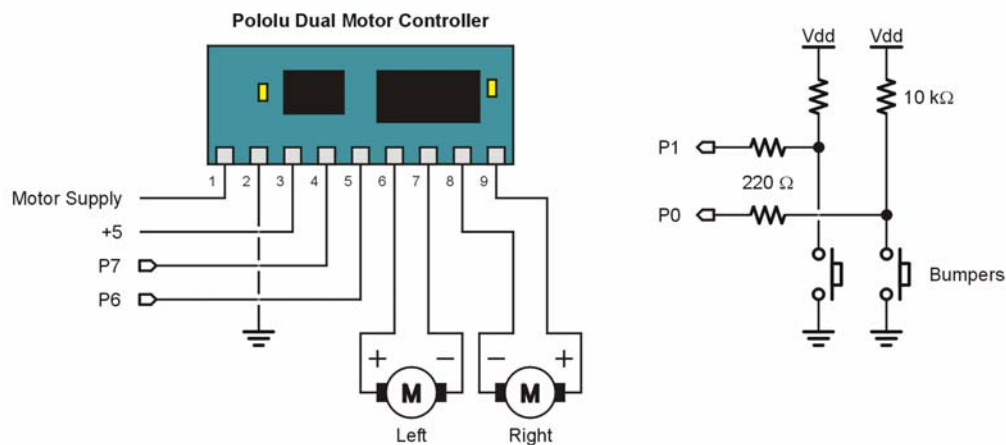 Pololu Dual Motor Controller
1 2 3 4 5 6 7 8 9
Motor Supply
+5
P7
P6
+ − − +
M M
Left Right
Vdd Vdd
10 kΩ
P1
220 Ω
P0
Bumpers